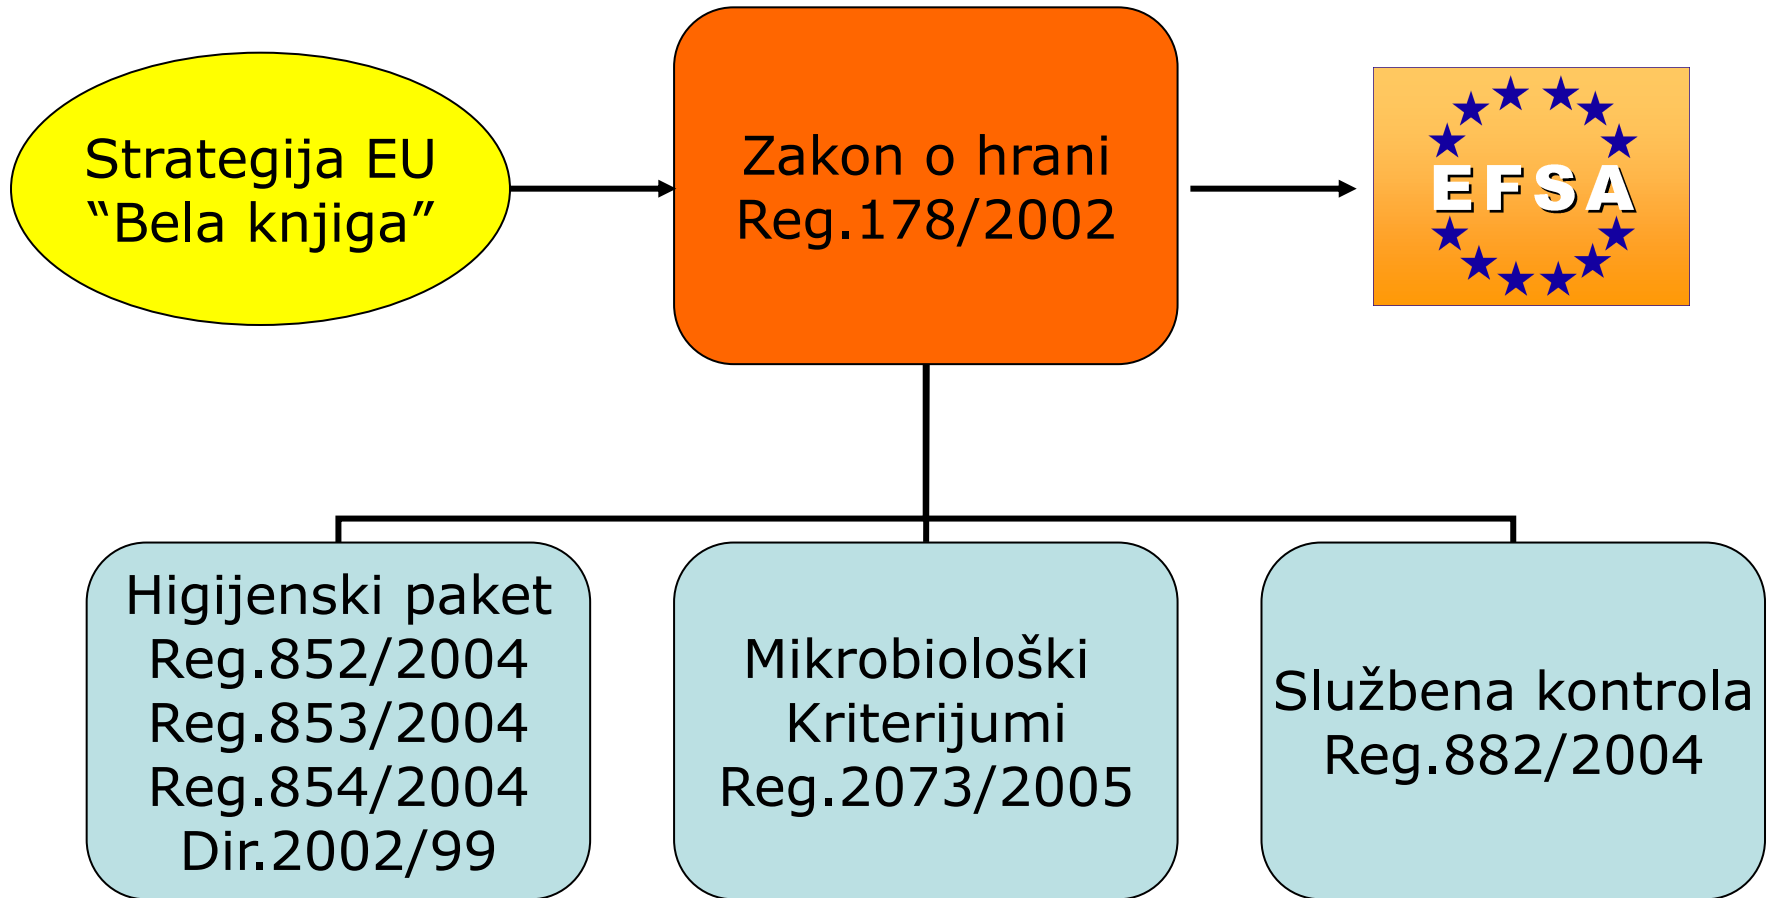 Strategija EU
“Bela knjiga”
Zakon o hrani
Reg.178/2002
EFSA
Higijenski paket
Reg.852/2004
Reg.853/2004
Reg.854/2004
Dir.2002/99
Mikrobiološki
Kriterijumi
Reg.2073/2005
Službena kontrola
Reg.882/2004